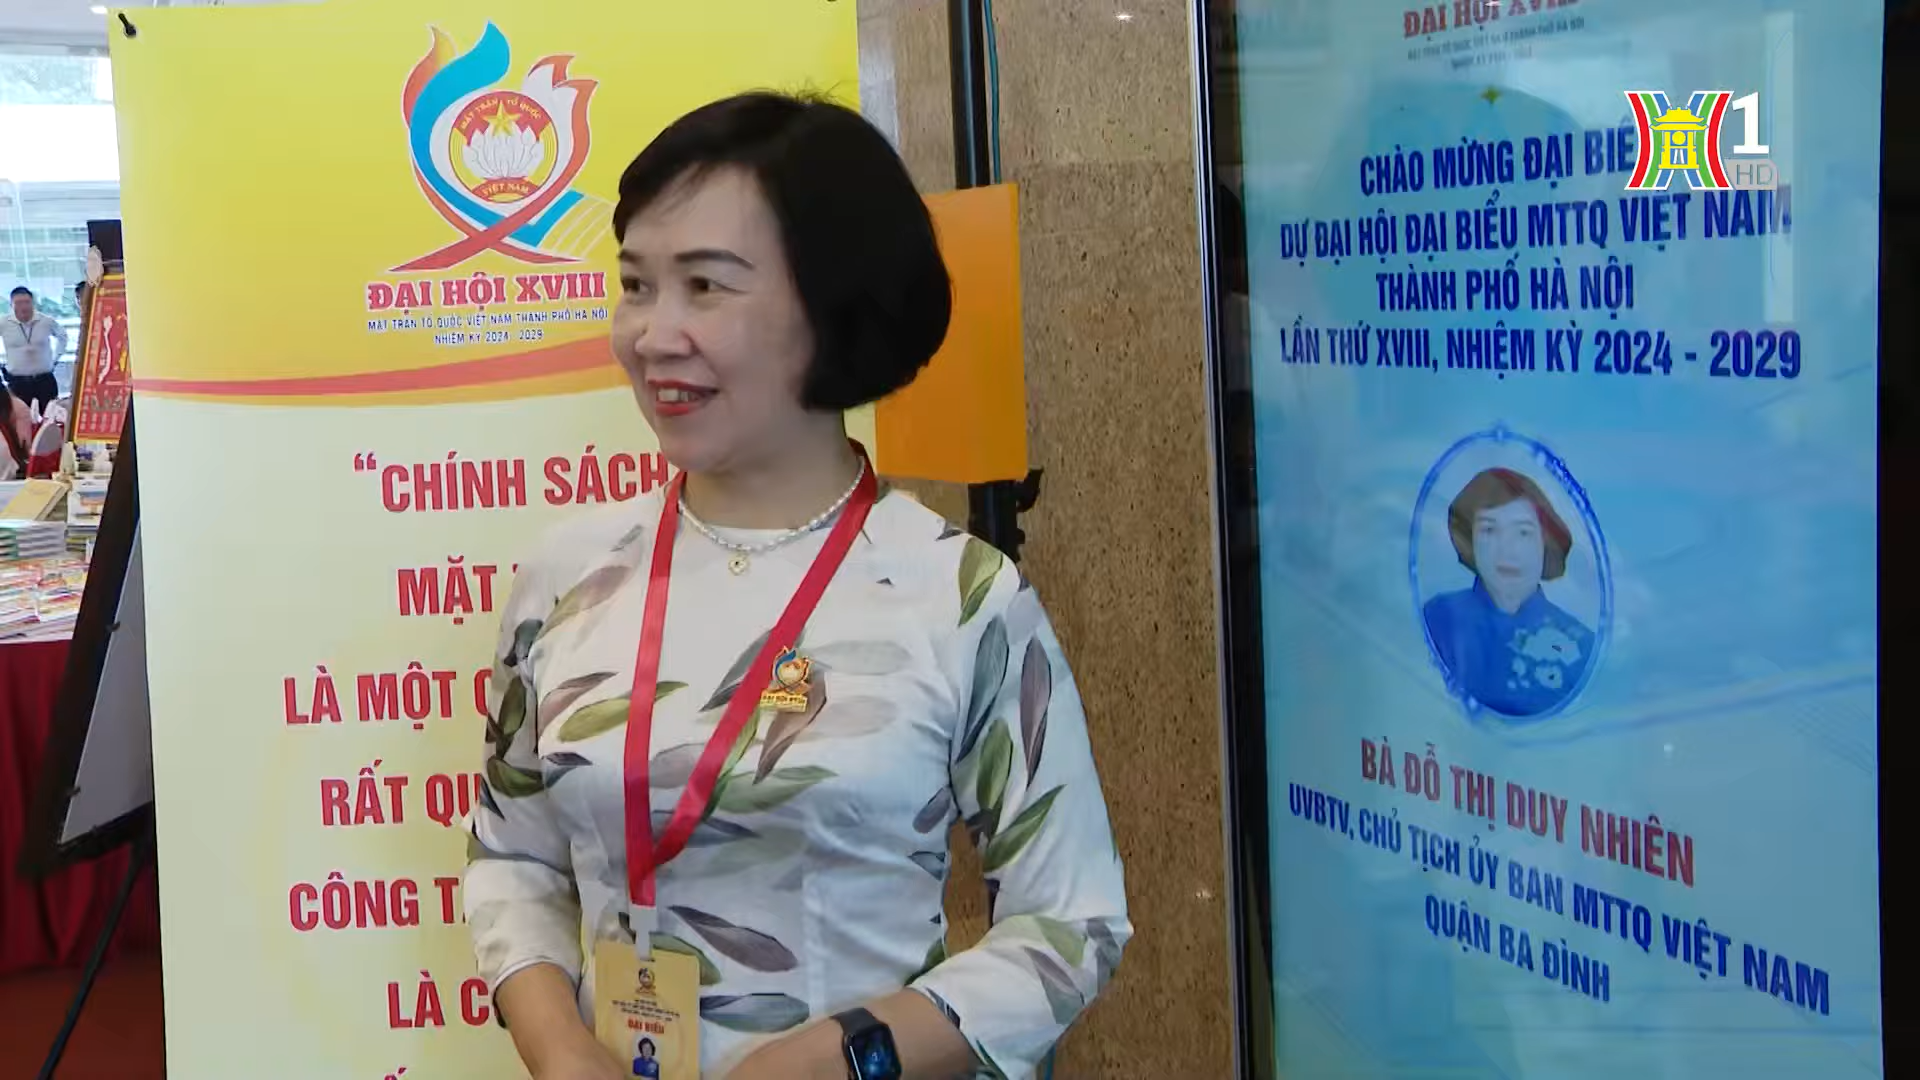 MẶT TRẬN TỔ QUỐC
VIỆT NAM
ĐẠI HỘI XVIII
MẶT TRẬN TỔ QUỐC VIỆT NAM THÀNH PHỐ HÀ NỘI
NHIỆM KỲ 2024 - 2029
“CHÍNH SÁCH
MẶT
LÀ MỘT
RẤT
CÔNG
LÀ
ĐẠI BIỂU
ĐẠI HỘI XVIII
CHÀO MỪNG ĐẠI
DỰ ĐẠI HỘI ĐẠI BIỂU MTTQ VIỆT NAM
THÀNH PHỐ HÀ NỘI
LẦN THỨ XVIII, NHIỆM KỲ 2024 - 2029
BÀ ĐỖ THỊ DUY NHIÊN
UVBTV, CHỦ TỊCH ỦY BAN MTTQ VIỆT NAM
QUẬN BA ĐÌNH
1
HD